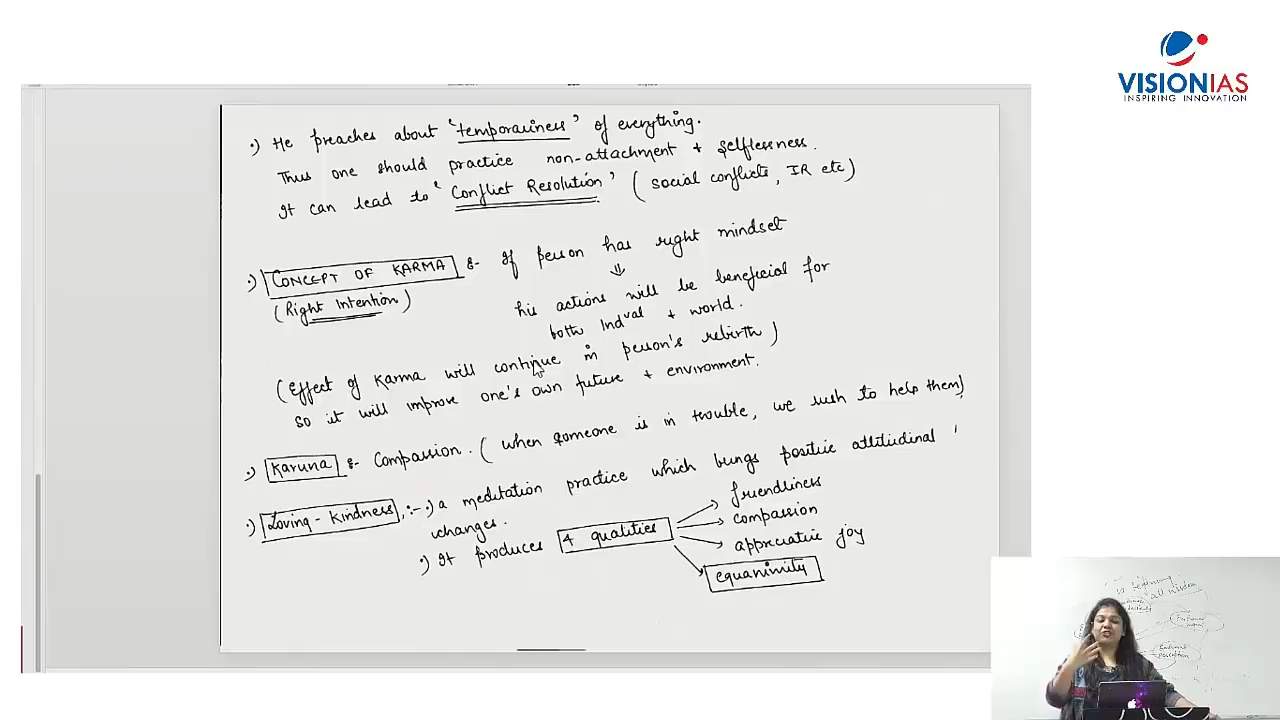 VISIONIAS
INSPIRING INNOVATION
·) He preaches about 'temporariness' of everything.
Thus one should practice non-attachment + selflessness.
It can lead to 'Conflict Resolution' (social conflicts, IR etc)
·) CONCEPT OF KARMA :- If person has right mindset
(Right Intention)
⇓
his actions will be beneficial for
both Indval + world.
(Effect of Karma will continue in person's rebirth)
so it will improve one's own future + environment.
·) Karuna :- Compassion. (when someone is in trouble, we rush to help them)
·) Loving-Kindness :- ·) a meditation practice which brings positive attitudinal
changes.
·) It produces 4 qualities
friendliness
compassion
appreciative joy
equanimity